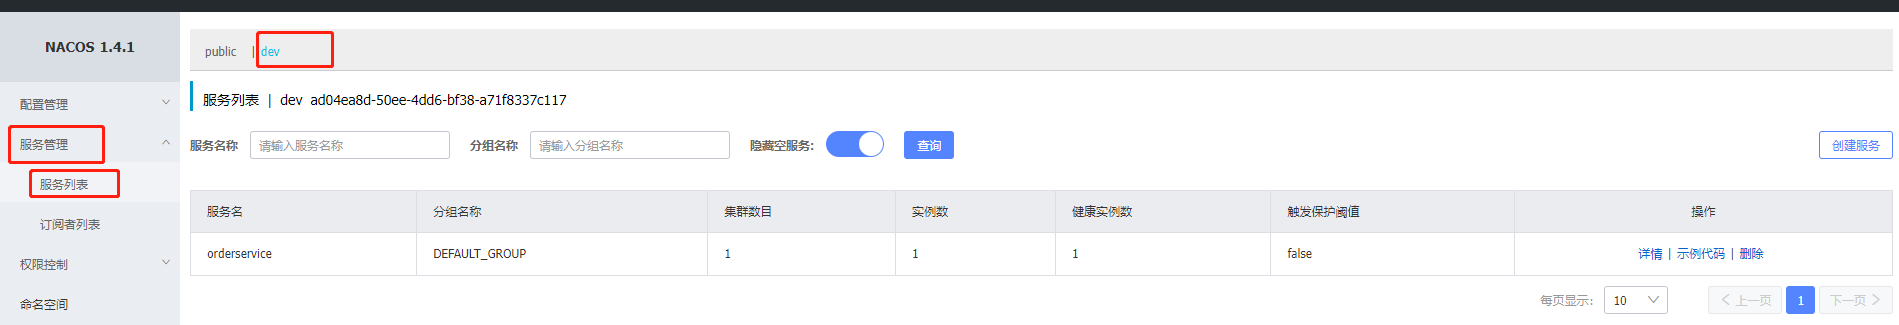 NACOS 1.4.1
配置管理
服务管理
服务列表
订阅者列表
权限控制
命名空间
public | dev
服务列表 | dev ad04ea8d-50ee-4dd6-bf38-a71f8337c117
服务名称 请输入服务名称 分组名称 请输入分组名称 隐藏空服务: 查询 创建服务
服务名 分组名称 集群数目 实例数 健康实例数 触发保护阈值 操作
orderservice DEFAULT_GROUP 1 1 1 false 详情 | 示例代码 | 删除
每页显示: 10 上一页 1 下一页